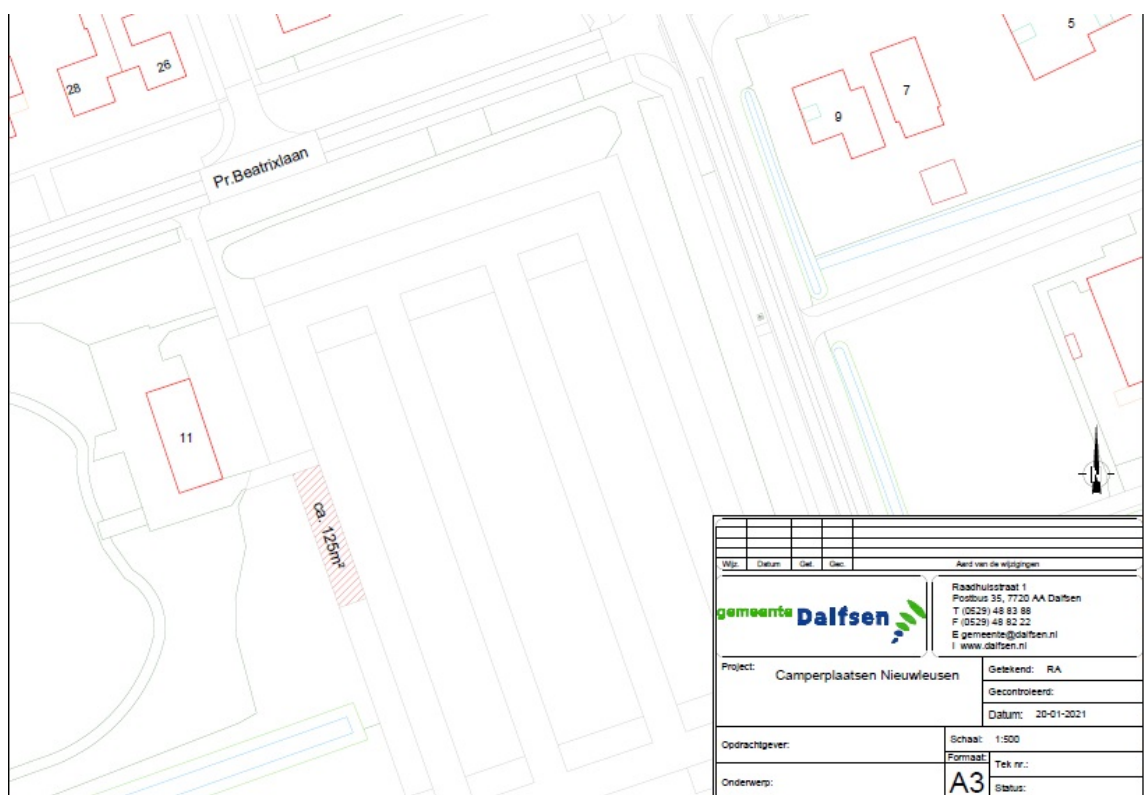 5
7
9
26
28
Pr.Beatrixlaan
11
ca. 125m²
N
Wijz. Datum Get. Gec. Aard van de wijzigingen
gemeente Dalfsen
Raadhuisstraat 1
Postbus 35, 7720 AA Dalfsen
T (0529) 48 83 88
F (0529) 48 82 22
E gemeente@dalfsen.nl
I www.dalfsen.nl
Project: Camperplaatsen Nieuwleusen
Getekend: RA
Gecontroleerd:
Datum: 20-01-2021
Opdrachtgever:
Schaal: 1:500
Formaat: A3
Tek nr.:
Onderwerp:
Status: